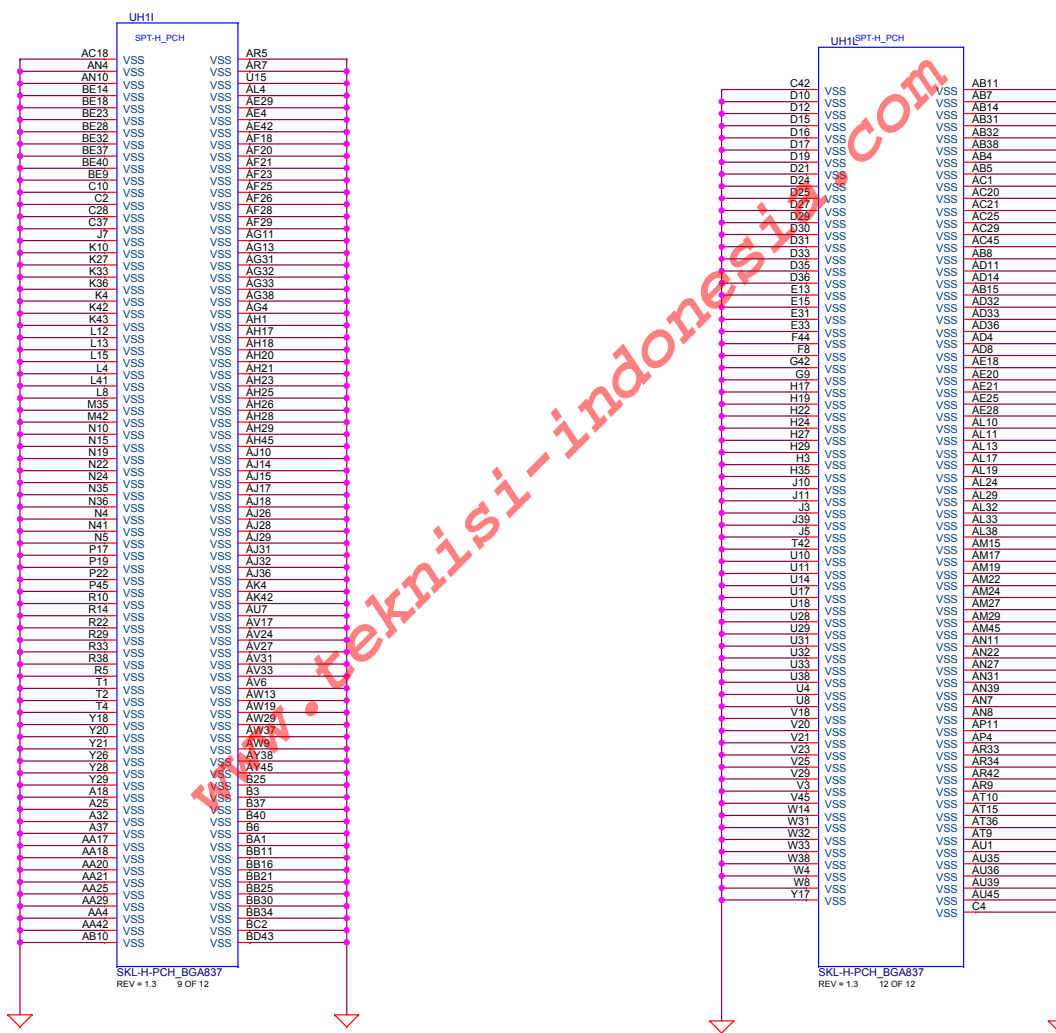 UH1I
SPT-H_PCH
AC18 VSS VSS AR5
AN4 VSS VSS AR7
AN10 VSS VSS U15
BE14 VSS VSS AL4
BE18 VSS VSS AE29
BE23 VSS VSS AE4
BE28 VSS VSS AE42
BE32 VSS VSS AF18
BE37 VSS VSS AF20
BE40 VSS VSS AF21
BE9 VSS VSS AF23
C10 VSS VSS AF25
C2 VSS VSS AF26
C28 VSS VSS AF28
C37 VSS VSS AF29
J7 VSS VSS AG11
K10 VSS VSS AG13
K27 VSS VSS AG31
K33 VSS VSS AG32
K36 VSS VSS AG33
K4 VSS VSS AG38
K42 VSS VSS AG4
K43 VSS VSS AH1
L12 VSS VSS AH17
L13 VSS VSS AH18
L15 VSS VSS AH20
L4 VSS VSS AH21
L41 VSS VSS AH23
L8 VSS VSS AH25
M35 VSS VSS AH26
M42 VSS VSS AH28
N10 VSS VSS AH29
N15 VSS VSS AH45
N19 VSS VSS AJ10
N22 VSS VSS AJ14
N24 VSS VSS AJ15
N35 VSS VSS AJ17
N36 VSS VSS AJ18
N4 VSS VSS AJ26
N41 VSS VSS AJ28
N5 VSS VSS AJ29
P17 VSS VSS AJ31
P19 VSS VSS AJ32
P22 VSS VSS AJ36
P45 VSS VSS AK4
R10 VSS VSS AK42
R14 VSS VSS AU7
R22 VSS VSS AV17
R29 VSS VSS AV24
R33 VSS VSS AV27
R38 VSS VSS AV31
R5 VSS VSS AV33
T1 VSS VSS AV6
T2 VSS VSS AW13
T4 VSS VSS AW19
Y18 VSS VSS AW29
Y20 VSS VSS AW37
Y21 VSS VSS AW9
Y26 VSS VSS AY38
Y28 VSS VSS AY45
Y29 VSS VSS B25
A18 VSS VSS B3
A25 VSS VSS B37
A32 VSS VSS B40
A37 VSS VSS B6
AA17 VSS VSS BA1
AA18 VSS VSS BB11
AA20 VSS VSS BB16
AA21 VSS VSS BB21
AA25 VSS VSS BB25
AA29 VSS VSS BB30
AA4 VSS VSS BB34
AA42 VSS VSS BC2
AB10 VSS VSS BD43
SKL-H-PCH_BGA837
REV = 1.3 9 OF 12
UH1L
SPT-H_PCH
C42 VSS VSS AB11
D10 VSS VSS AB7
D12 VSS VSS AB14
D15 VSS VSS AB31
D16 VSS VSS AB32
D17 VSS VSS AB38
D19 VSS VSS AB4
D21 VSS VSS AB5
D24 VSS VSS AC1
D25 VSS VSS AC20
D27 VSS VSS AC21
D29 VSS VSS AC25
D30 VSS VSS AC29
D31 VSS VSS AC45
D33 VSS VSS AB8
D35 VSS VSS AD11
D36 VSS VSS AD14
E13 VSS VSS AB15
E15 VSS VSS AD32
E31 VSS VSS AD33
E33 VSS VSS AD36
F44 VSS VSS AD4
F8 VSS VSS AD8
G42 VSS VSS AE18
G9 VSS VSS AE20
H17 VSS VSS AE21
H19 VSS VSS AE25
H22 VSS VSS AE28
H24 VSS VSS AL10
H27 VSS VSS AL11
H29 VSS VSS AL13
H3 VSS VSS AL17
H35 VSS VSS AL19
J10 VSS VSS AL24
J11 VSS VSS AL29
J3 VSS VSS AL32
J39 VSS VSS AL33
J5 VSS VSS AL38
T42 VSS VSS AM15
U10 VSS VSS AM17
U11 VSS VSS AM19
U14 VSS VSS AM22
U17 VSS VSS AM24
U18 VSS VSS AM27
U28 VSS VSS AM29
U29 VSS VSS AM45
U31 VSS VSS AN11
U32 VSS VSS AN22
U33 VSS VSS AN27
U38 VSS VSS AN31
U4 VSS VSS AN39
U8 VSS VSS AN7
V18 VSS VSS AN8
V20 VSS VSS AP11
V21 VSS VSS AP4
V23 VSS VSS AR33
V25 VSS VSS AR34
V29 VSS VSS AR42
V3 VSS VSS AR9
V45 VSS VSS AT10
W14 VSS VSS AT15
W31 VSS VSS AT36
W32 VSS VSS AT9
W33 VSS VSS AU1
W38 VSS VSS AU35
W4 VSS VSS AU36
W8 VSS VSS AU39
Y17 VSS VSS AU45
VSS C4
SKL-H-PCH_BGA837
REV = 1.3 12 OF 12
www.teknisi-indonesia.com